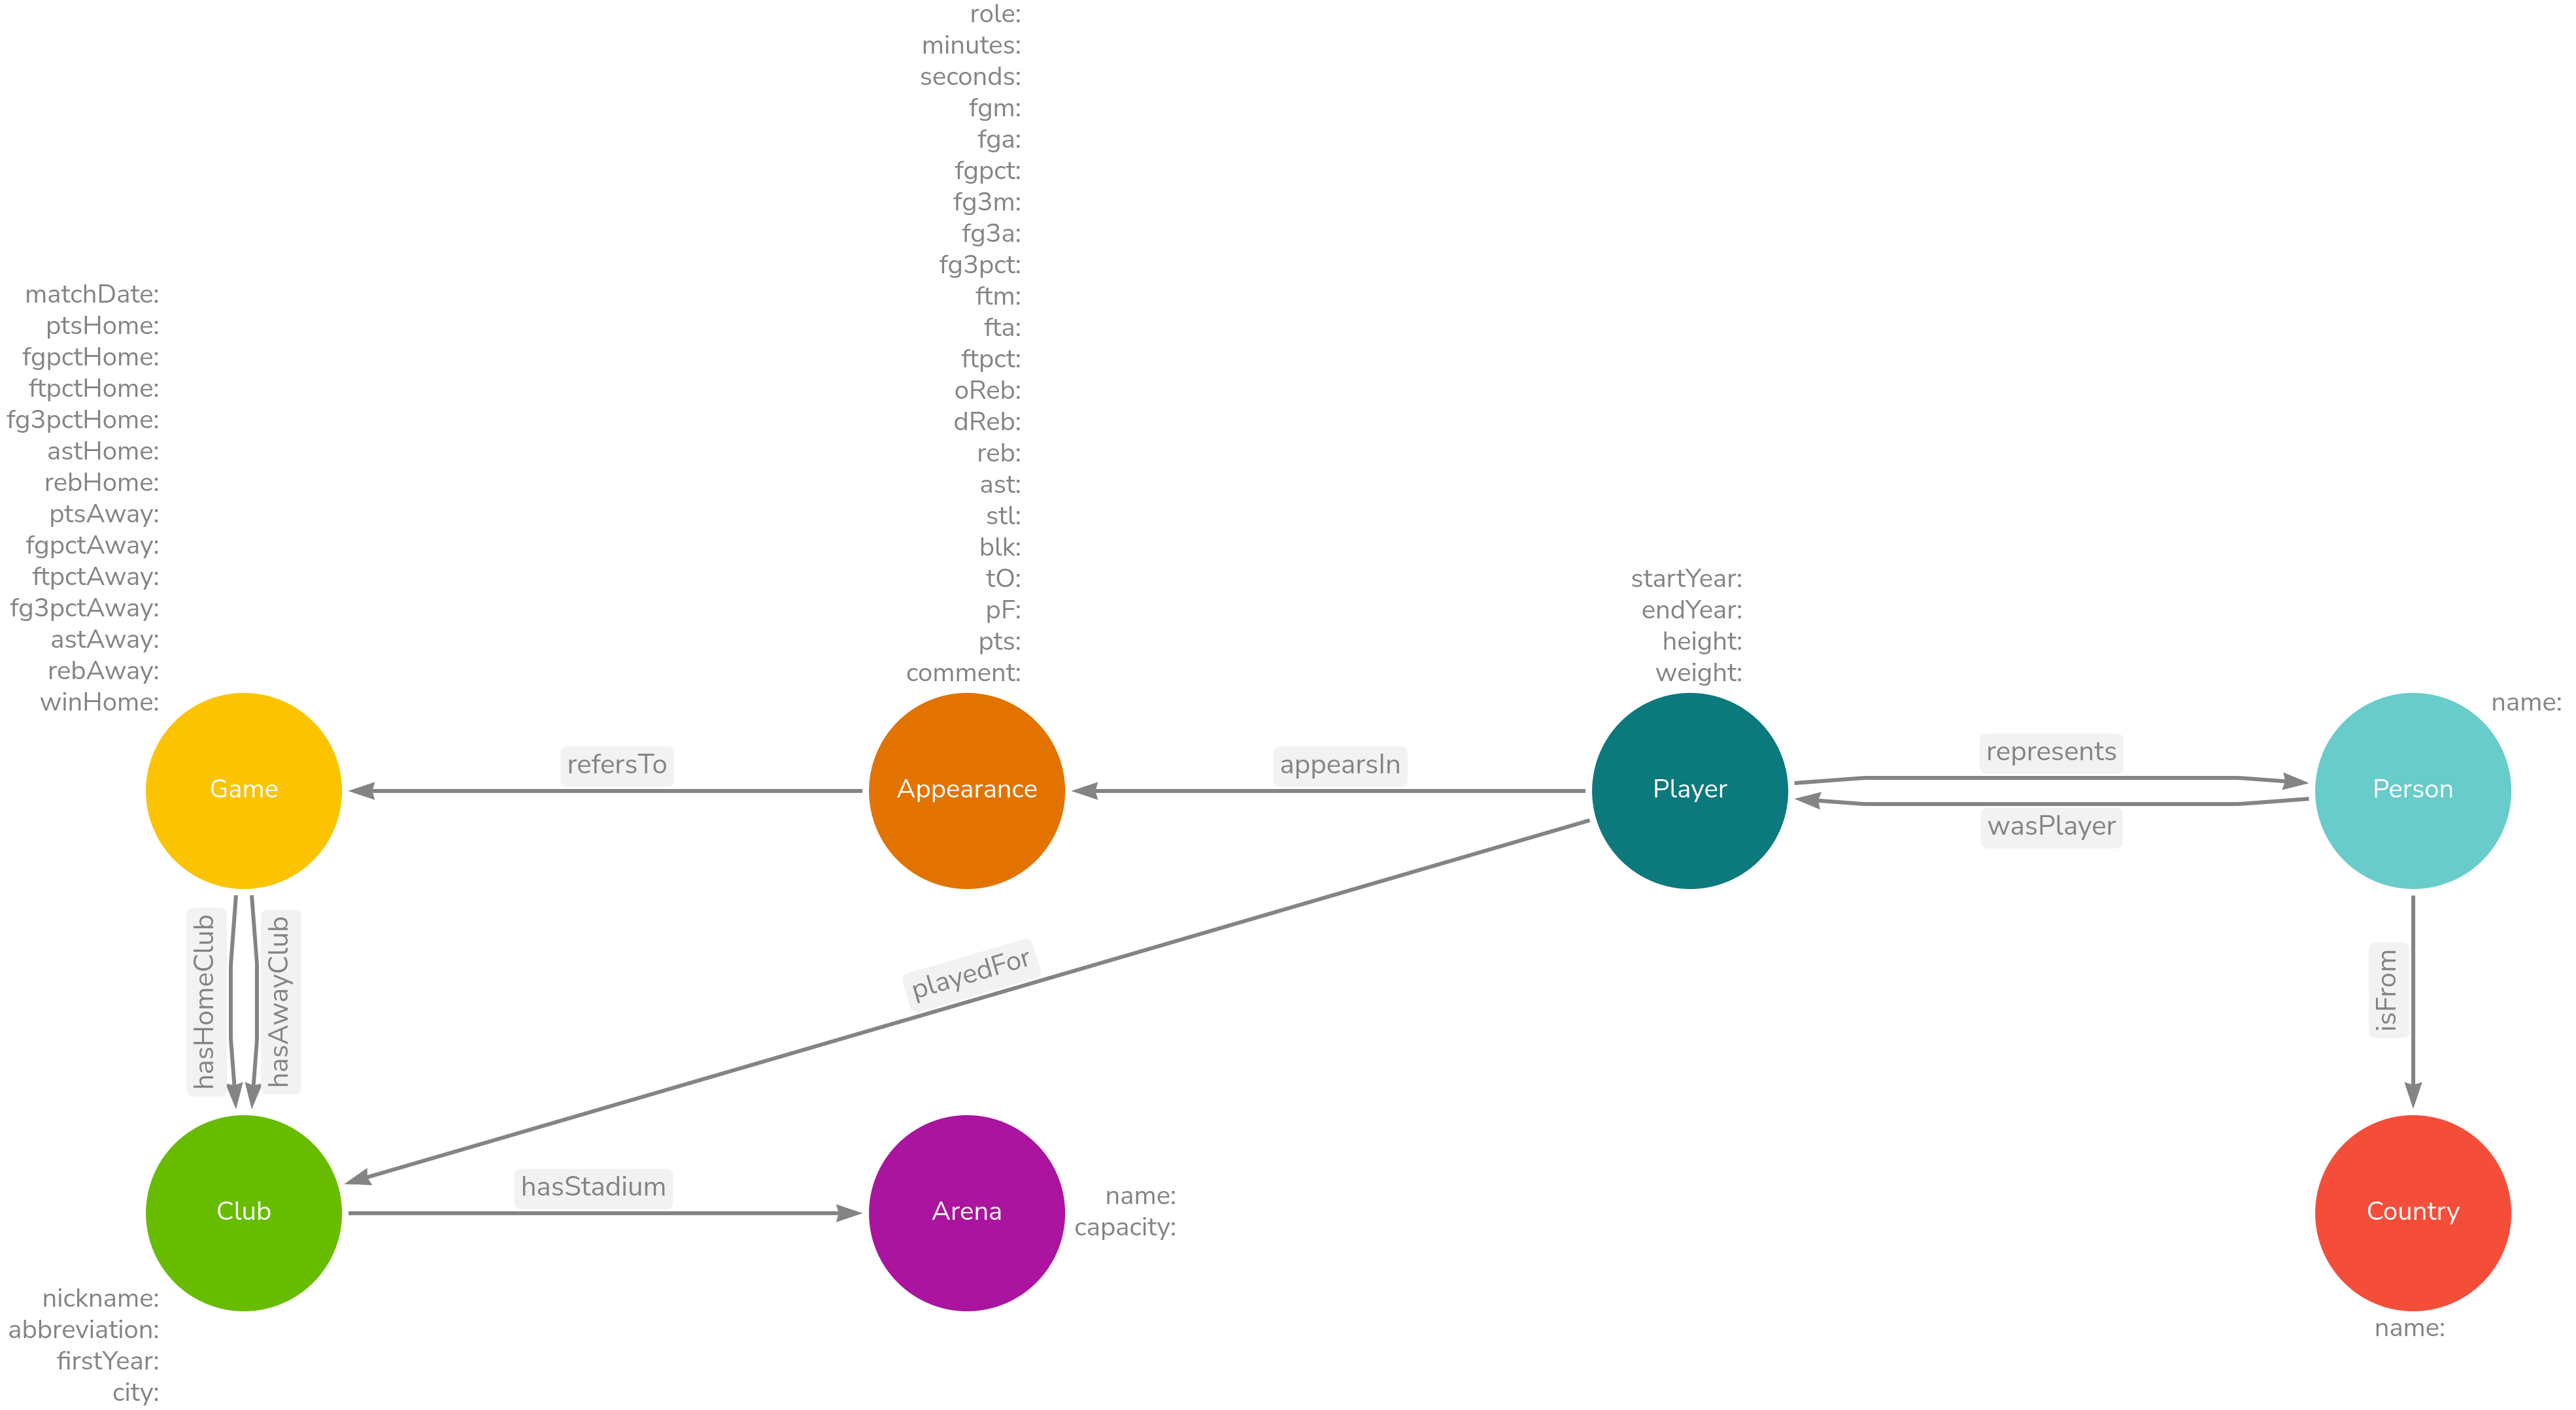 role:
minutes:
seconds:
fgm:
fga:
fgpct:
fg3m:
fg3a:
fg3pct:
ftm:
fta:
ftpct:
oReb:
dReb:
reb:
ast:
stl:
blk:
tO:
pF:
pts:
comment:
matchDate:
ptsHome:
fgpctHome:
ftpctHome:
fg3pctHome:
astHome:
rebHome:
ptsAway:
fgpctAway:
ftpctAway:
fg3pctAway:
astAway:
rebAway:
winHome:
startYear:
endYear:
height:
weight:
name:
Game
refersTo
Appearance
appearsIn
Player
represents
wasPlayer
Person
hasHomeClub
hasAwayClub
playedFor
isFrom
Club
hasStadium
Arena
name:
capacity:
Country
nickname:
abbreviation:
firstYear:
city:
name: